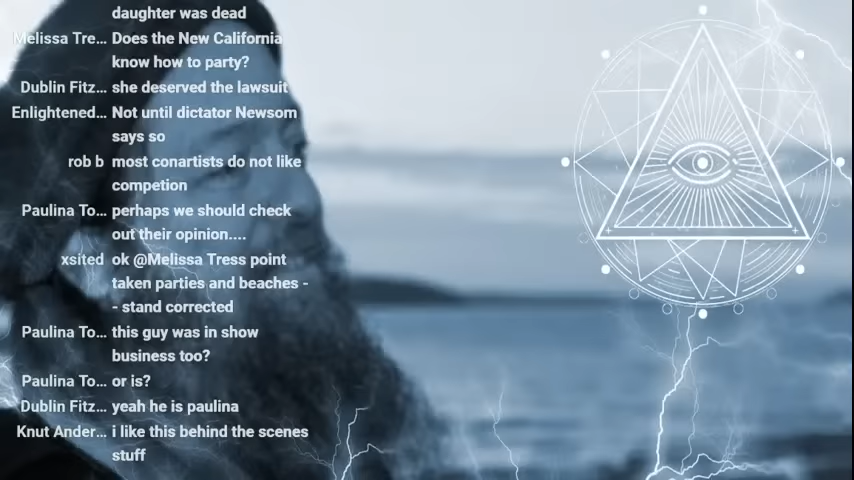 daughter was dead
Melissa Tre... Does the New California
know how to party?
Dublin Fitz... she deserved the lawsuit
Enlightened... Not until dictator Newsom
says so
rob b most conartists do not like
competion
Paulina To... perhaps we should check
out their opinion....
xsited ok @Melissa Tress point
taken parties and beaches -
- stand corrected
Paulina To... this guy was in show
business too?
Paulina To... or is?
Dublin Fitz... yeah he is paulina
Knut Ander... i like this behind the scenes
stuff